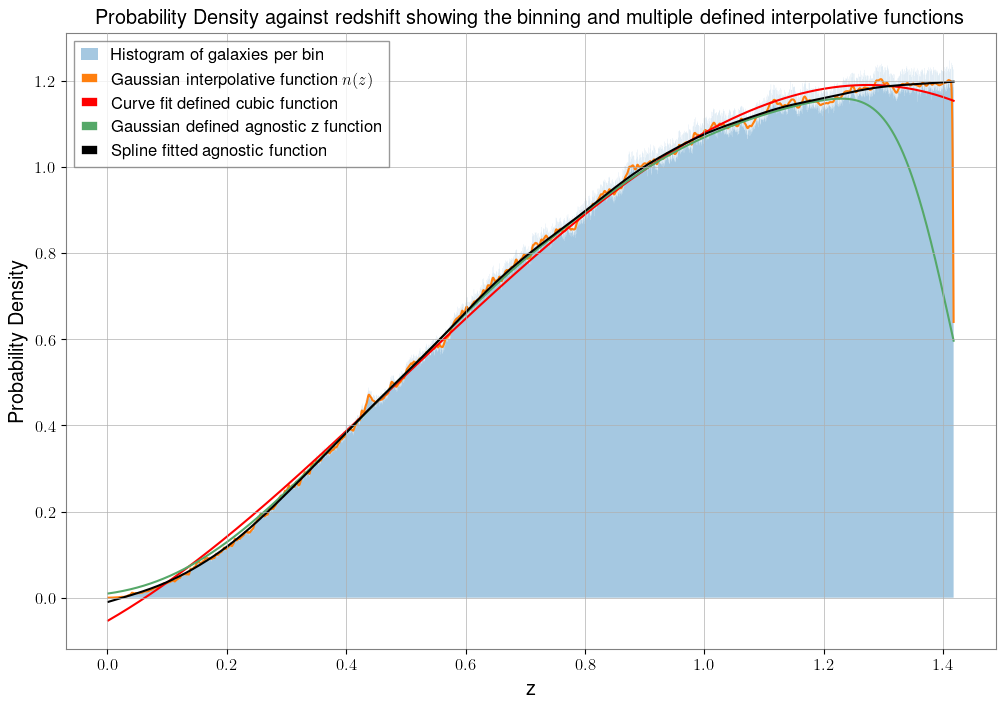 Probability Density against redshift showing the binning and multiple defined interpolative functions
Histogram of galaxies per bin
Gaussian interpolative function n(z)
Curve fit defined cubic function
Gaussian defined agnostic z function
Spline fitted agnostic function
Probability Density
1.2
1.0
0.8
0.6
0.4
0.2
0.0
0.0 0.2 0.4 0.6 0.8 1.0 1.2 1.4
z